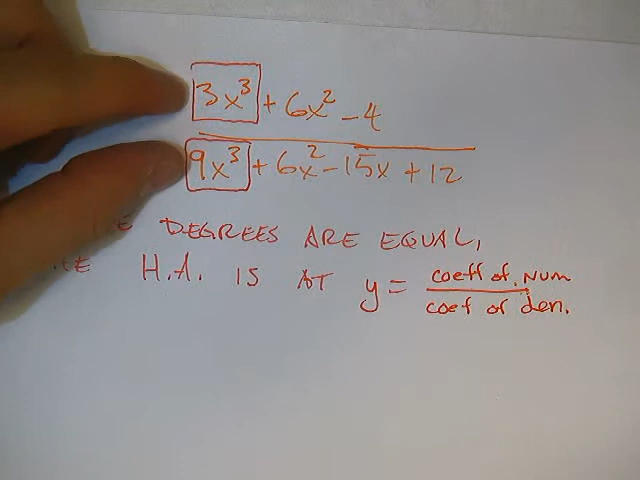 3x³ + 6x² - 4
9x³ + 6x² - 15x + 12
DEGREES ARE EQUAL,
H.A. IS AT y = coeff of. Num
coef of den.